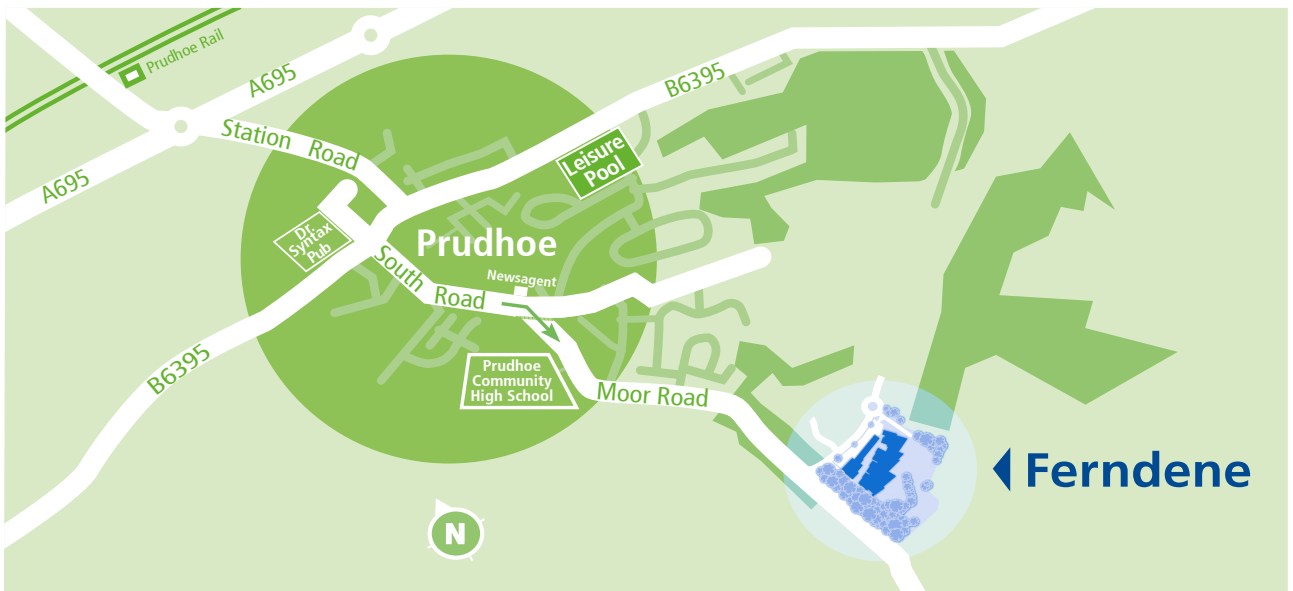 Prudhoe Rail
A695
B6395
Station Road
A695
Leisure
Pool
Dr.
Syntax
Pub
Prudhoe
South Road
Newsagent
B6395
Prudhoe
Community
High School
Moor Road
Ferndene
N